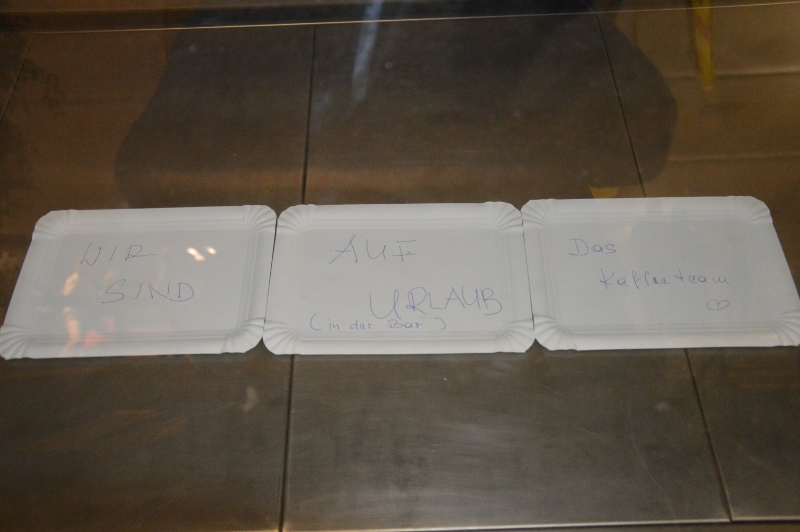 WIR
SIND
AUF
URLAUB
(in der Bar)
Das
Kaffeeteam